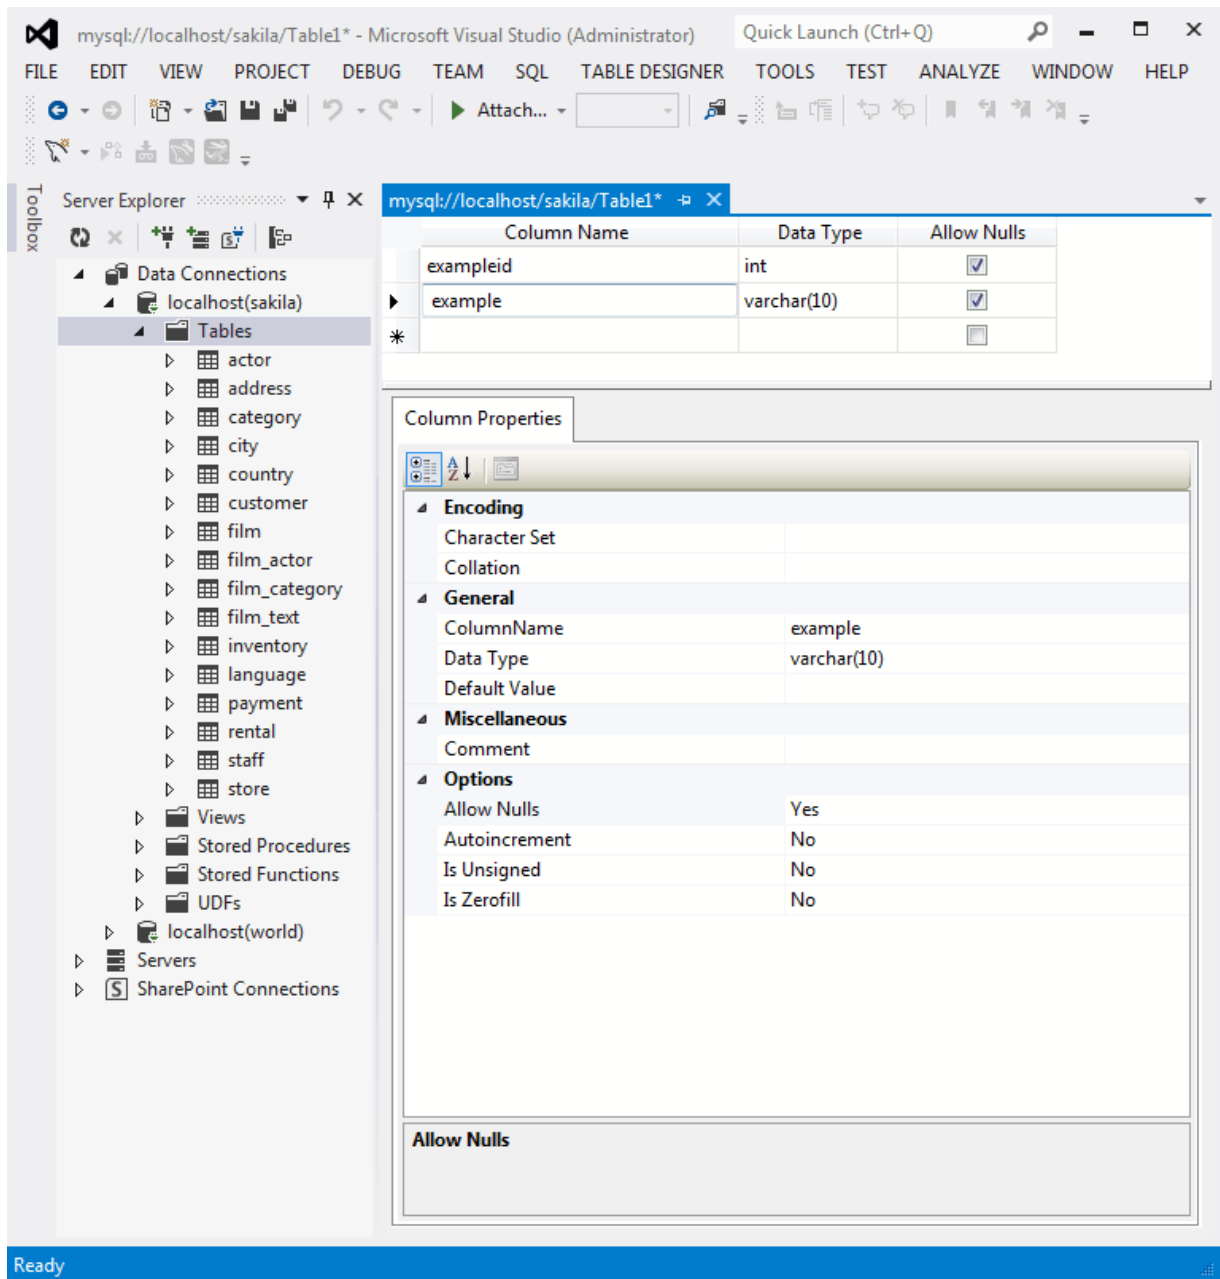 mysql://localhost/sakila/Table1* - Microsoft Visual Studio (Administrator) Quick Launch (Ctrl+Q)
FILE EDIT VIEW PROJECT DEBUG TEAM SQL TABLE DESIGNER TOOLS TEST ANALYZE WINDOW HELP
Attach...
Toolbox
Server Explorer
Data Connections
localhost(sakila)
Tables
actor
address
category
city
country
customer
film
film_actor
film_category
film_text
inventory
language
payment
rental
staff
store
Views
Stored Procedures
Stored Functions
UDFs
localhost(world)
Servers
SharePoint Connections
mysql://localhost/sakila/Table1*
Column Name Data Type Allow Nulls
exampleid int
example varchar(10)
Column Properties
Encoding
Character Set
Collation
General
ColumnName example
Data Type varchar(10)
Default Value
Miscellaneous
Comment
Options
Allow Nulls Yes
Autoincrement No
Is Unsigned No
Is Zerofill No
Allow Nulls
Ready